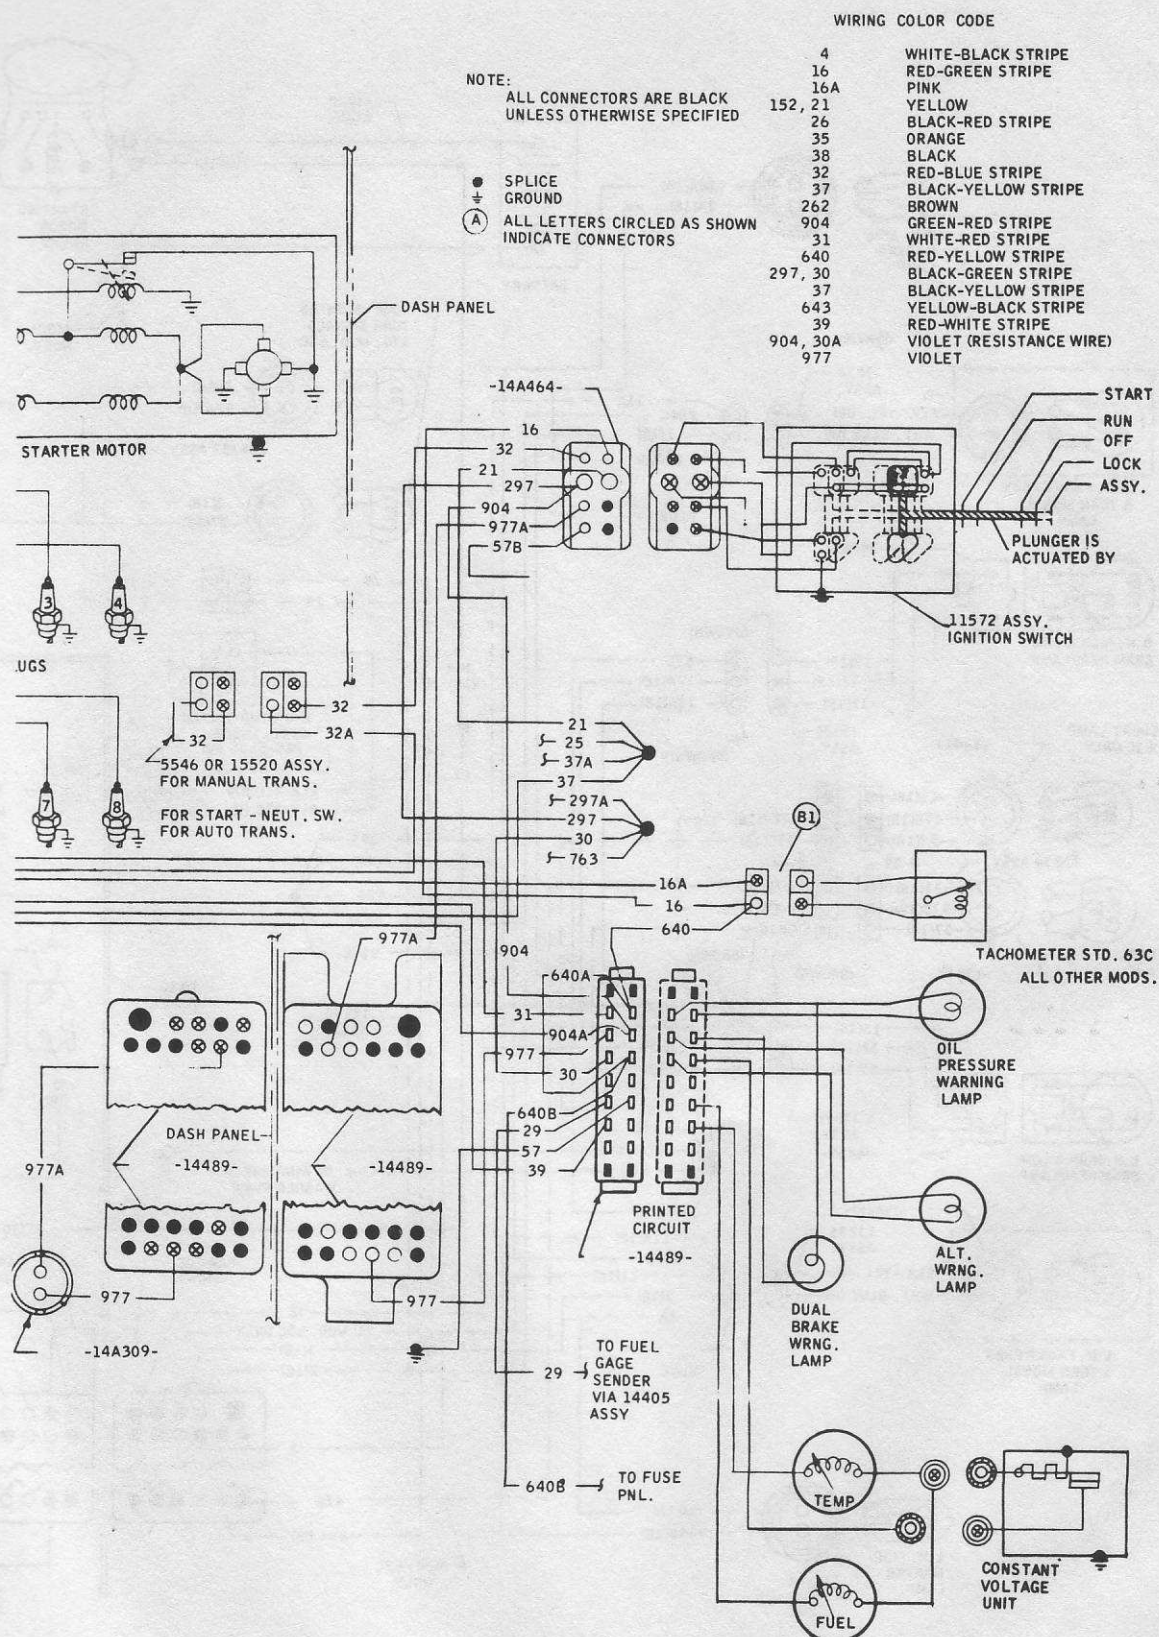 WIRING COLOR CODE
4 WHITE-BLACK STRIPE
16 RED-GREEN STRIPE
16A PINK
152, 21 YELLOW
26 BLACK-RED STRIPE
35 ORANGE
38 BLACK
32 RED-BLUE STRIPE
37 BLACK-YELLOW STRIPE
262 BROWN
904 GREEN-RED STRIPE
31 WHITE-RED STRIPE
640 RED-YELLOW STRIPE
297, 30 BLACK-GREEN STRIPE
37 BLACK-YELLOW STRIPE
643 YELLOW-BLACK STRIPE
39 RED-WHITE STRIPE
904, 30A VIOLET (RESISTANCE WIRE)
977 VIOLET
NOTE:
ALL CONNECTORS ARE BLACK
UNLESS OTHERWISE SPECIFIED
SPLICE
GROUND
A ALL LETTERS CIRCLED AS SHOWN
INDICATE CONNECTORS
DASH PANEL
STARTER MOTOR
-14A464-
16
32
21
297
904
977A
57B
START
RUN
OFF
LOCK
ASSY.
PLUNGER IS
ACTUATED BY
11572 ASSY.
IGNITION SWITCH
3
4
.UGS
32
32A
32
5546 OR 15520 ASSY.
FOR MANUAL TRANS.
FOR START - NEUT. SW.
FOR AUTO TRANS.
7
8
21
25
37A
37
297A
297
30
763
B1
16A
16
640
TACHOMETER STD. 63C
ALL OTHER MODS.
977A
904
640A
31
904A
977
30
640B
29
57
39
OIL
PRESSURE
WARNING
LAMP
DASH PANEL
-14489-
-14489-
977A
PRINTED
CIRCUIT
-14489-
ALT.
WRNG.
LAMP
DUAL
BRAKE
WRNG.
LAMP
977
977
-14A309-
29
TO FUEL
GAGE
SENDER
VIA 14405
ASSY
640B
TO FUSE
PNL.
TEMP
FUEL
CONSTANT
VOLTAGE
UNIT